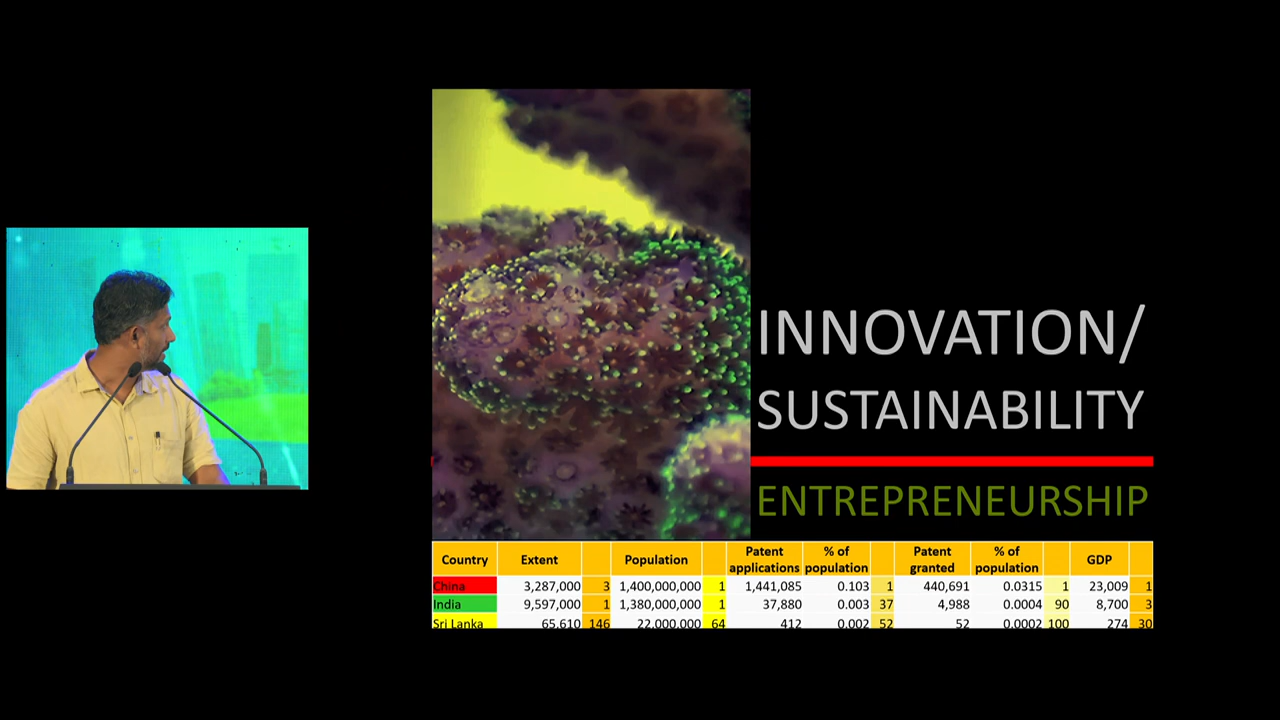 INNOVATION/
SUSTAINABILITY
ENTREPRENEURSHIP
Country Extent Population Patent applications % of population Patent granted % of population GDP
China 3,287,000 3 1,400,000,000 1 1,441,085 0.103 1 440,691 0.0315 1 23,009 1
India 9,597,000 1 1,380,000,000 1 37,880 0.003 37 4,988 0.0004 90 8,700 3
Sri Lanka 65,610 146 22,000,000 64 412 0.002 52 52 0.0002 100 274 30